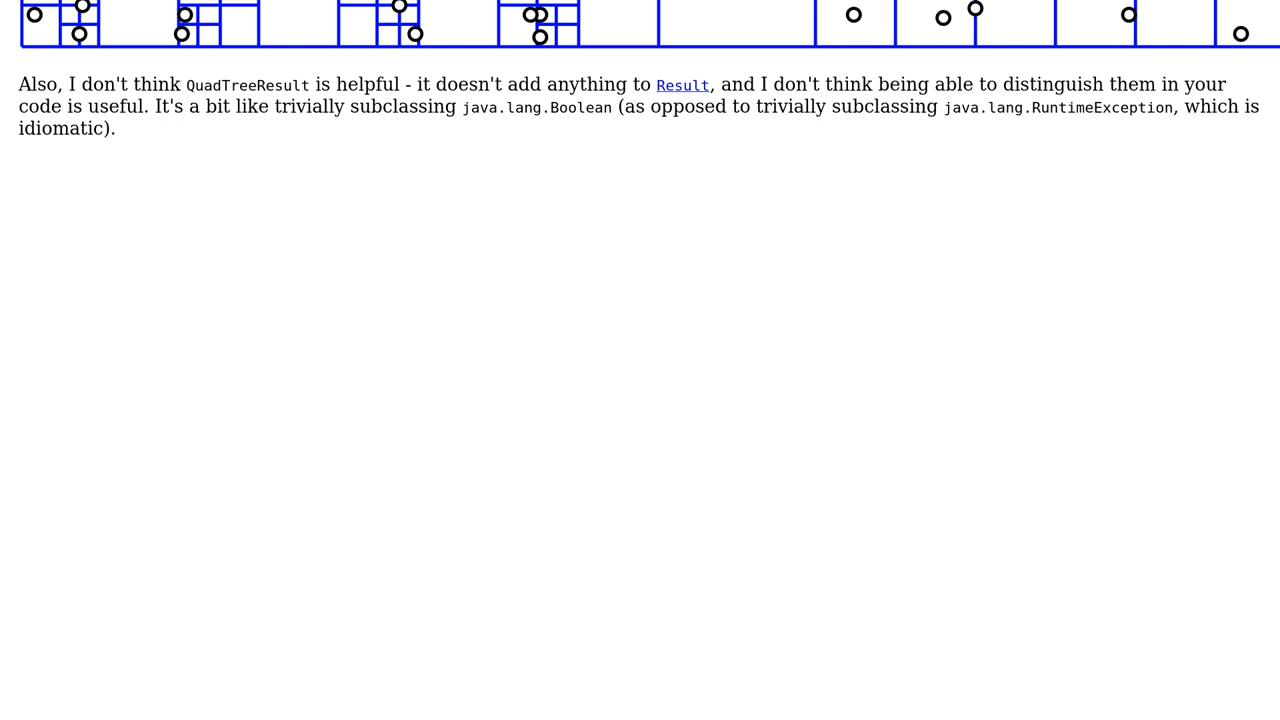 Also, I don't think QuadTreeResult is helpful - it doesn't add anything to Result, and I don't think being able to distinguish them in your
code is useful. It's a bit like trivially subclassing java.lang.Boolean (as opposed to trivially subclassing java.lang.RuntimeException, which is
idiomatic).